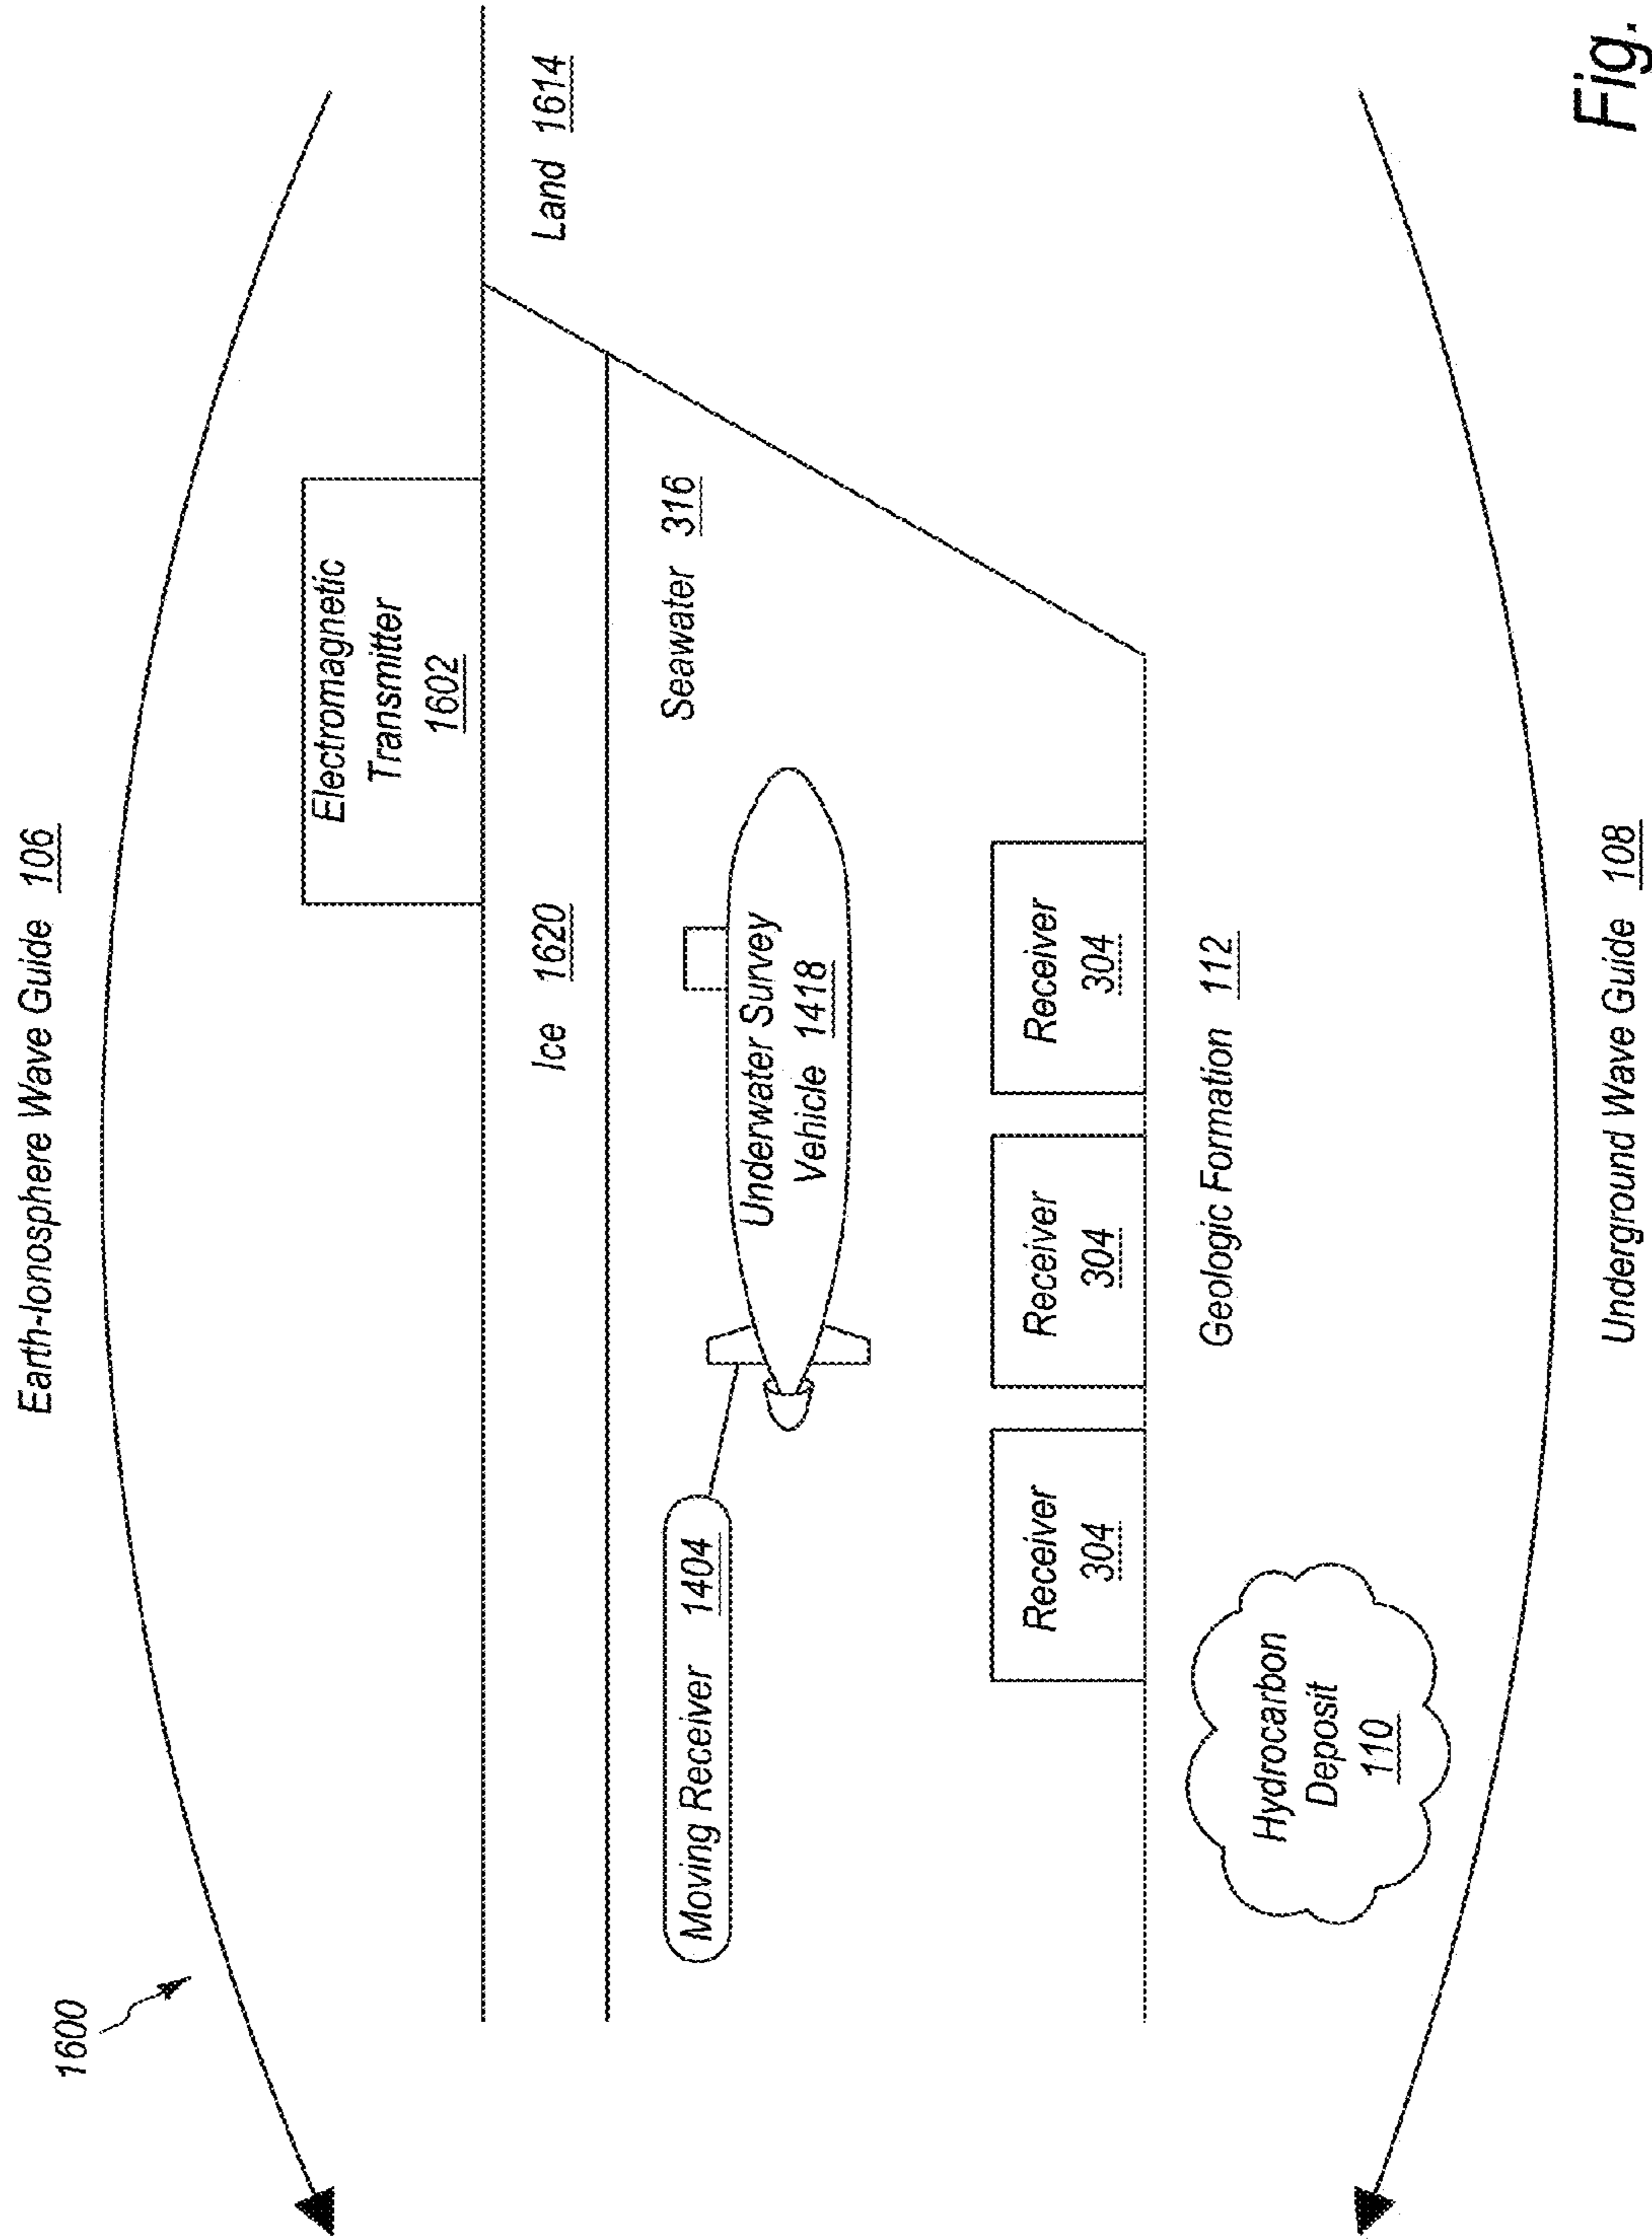 1600
Earth-Ionosphere Wave Guide 106
Electromagnetic
Transmitter
1602
Ice 1620
Land 1614
Seawater 316
Moving Receiver 1404
Underwater Survey
Vehicle 1418
Receiver
304
Receiver
304
Receiver
304
Geologic Formation 112
Hydrocarbon
Deposit
110
Underground Wave Guide 108
Fig.